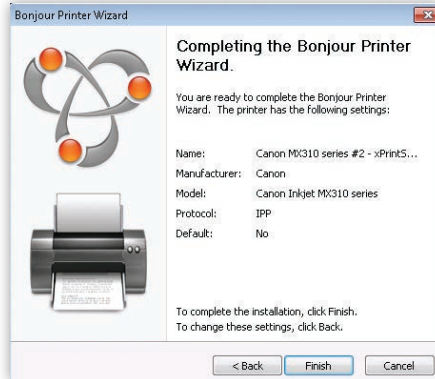 Bonjour Printer Wizard
Completing the Bonjour Printer
Wizard.
You are ready to complete the Bonjour Printer
Wizard. The printer has the following settings:
Name: Canon MX310 series #2 - xPrintS...
Manufacturer: Canon
Model: Canon Inkjet MX310 series
Protocol: IPP
Default: No
To complete the installation, click Finish.
To change these settings, click Back.
< Back Finish Cancel